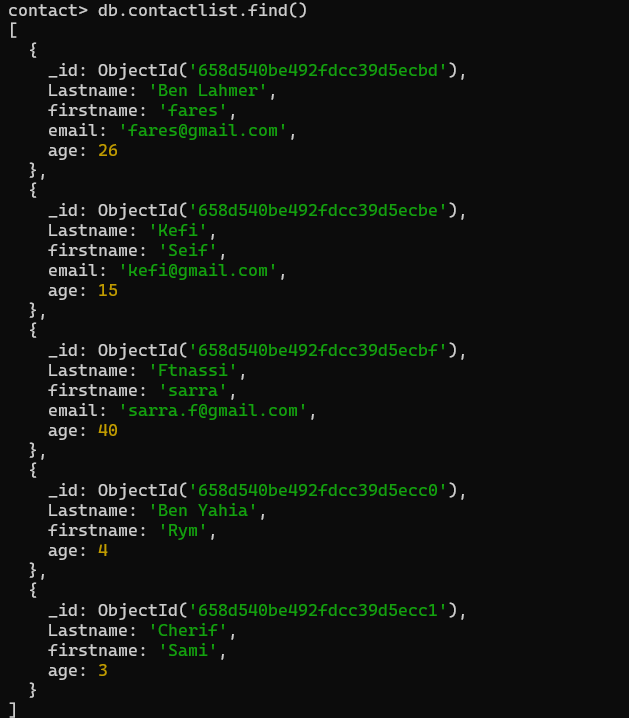 contact> db.contactlist.find()
[
  {
    _id: ObjectId('658d540be492fdcc39d5ecbd'),
    Lastname: 'Ben Lahmer',
    firstname: 'fares',
    email: 'fares@gmail.com',
    age: 26
  },
  {
    _id: ObjectId('658d540be492fdcc39d5ecbe'),
    Lastname: 'Kefi',
    firstname: 'Seif',
    email: 'kefi@gmail.com',
    age: 15
  },
  {
    _id: ObjectId('658d540be492fdcc39d5ecbf'),
    Lastname: 'Ftnassi',
    firstname: 'sarra',
    email: 'sarra.f@gmail.com',
    age: 40
  },
  {
    _id: ObjectId('658d540be492fdcc39d5ecc0'),
    Lastname: 'Ben Yahia',
    firstname: 'Rym',
    age: 4
  },
  {
    _id: ObjectId('658d540be492fdcc39d5ecc1'),
    Lastname: 'Cherif',
    firstname: 'Sami',
    age: 3
  }
]